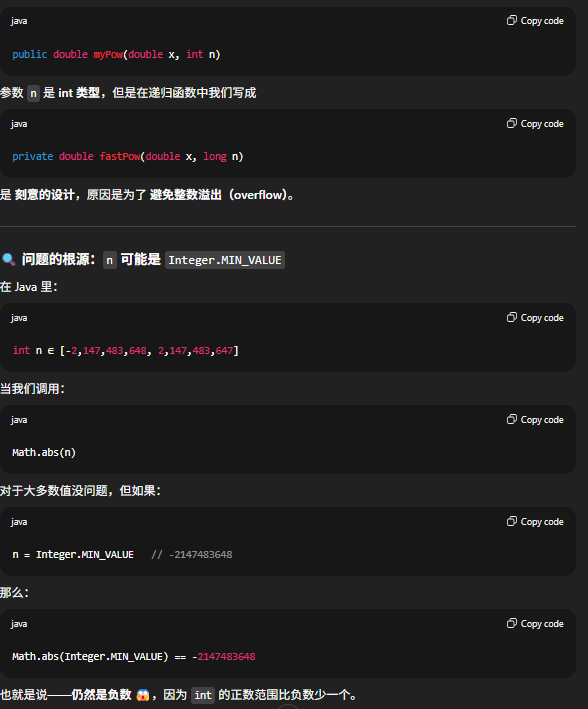 java
Copy code
public double myPow(double x, int n)
参数 n 是 int 类型，但是在递归函数中我们写成
java
Copy code
private double fastPow(double x, long n)
是 刻意的设计，原因是为了 避免整数溢出（overflow）。
🔍 问题的根源：n 可能是 Integer.MIN_VALUE
在 Java 里：
java
Copy code
int n ∈ [-2,147,483,648, 2,147,483,647]
当我们调用：
java
Copy code
Math.abs(n)
对于大多数值没问题，但如果：
java
Copy code
n = Integer.MIN_VALUE   // -2147483648
那么：
java
Copy code
Math.abs(Integer.MIN_VALUE) == -2147483648
也就是说——仍然是负数 😱，因为 int 的正数范围比负数少一个。